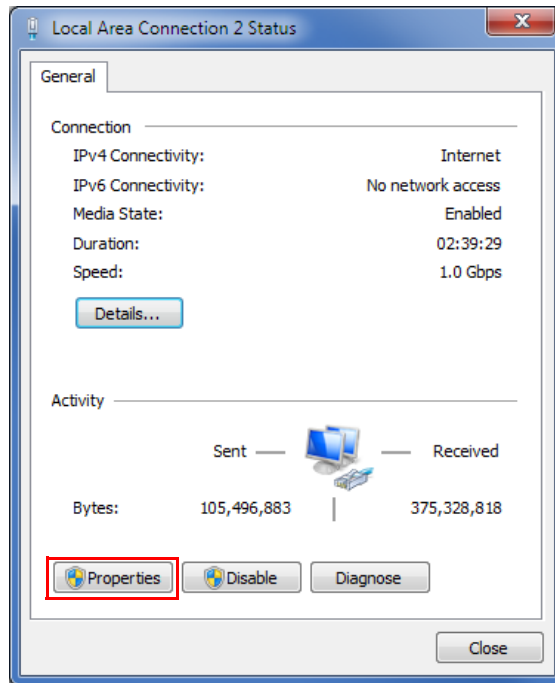 Local Area Connection 2 Status
General
Connection
IPv4 Connectivity: Internet
IPv6 Connectivity: No network access
Media State: Enabled
Duration: 02:39:29
Speed: 1.0 Gbps
Details...
Activity
Sent Received
Bytes: 105,496,883 375,328,818
Properties Disable Diagnose
Close